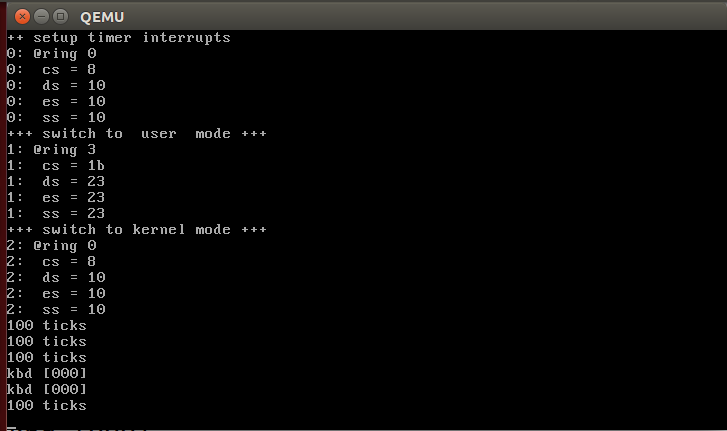 QEMU
++ setup timer interrupts
0: @ring 0
0:  cs = 8
0:  ds = 10
0:  es = 10
0:  ss = 10
+++ switch to  user  mode +++
1: @ring 3
1:  cs = 1b
1:  ds = 23
1:  es = 23
1:  ss = 23
+++ switch to kernel mode +++
2: @ring 0
2:  cs = 8
2:  ds = 10
2:  es = 10
2:  ss = 10
100 ticks
100 ticks
100 ticks
kbd [000]
kbd [000]
100 ticks